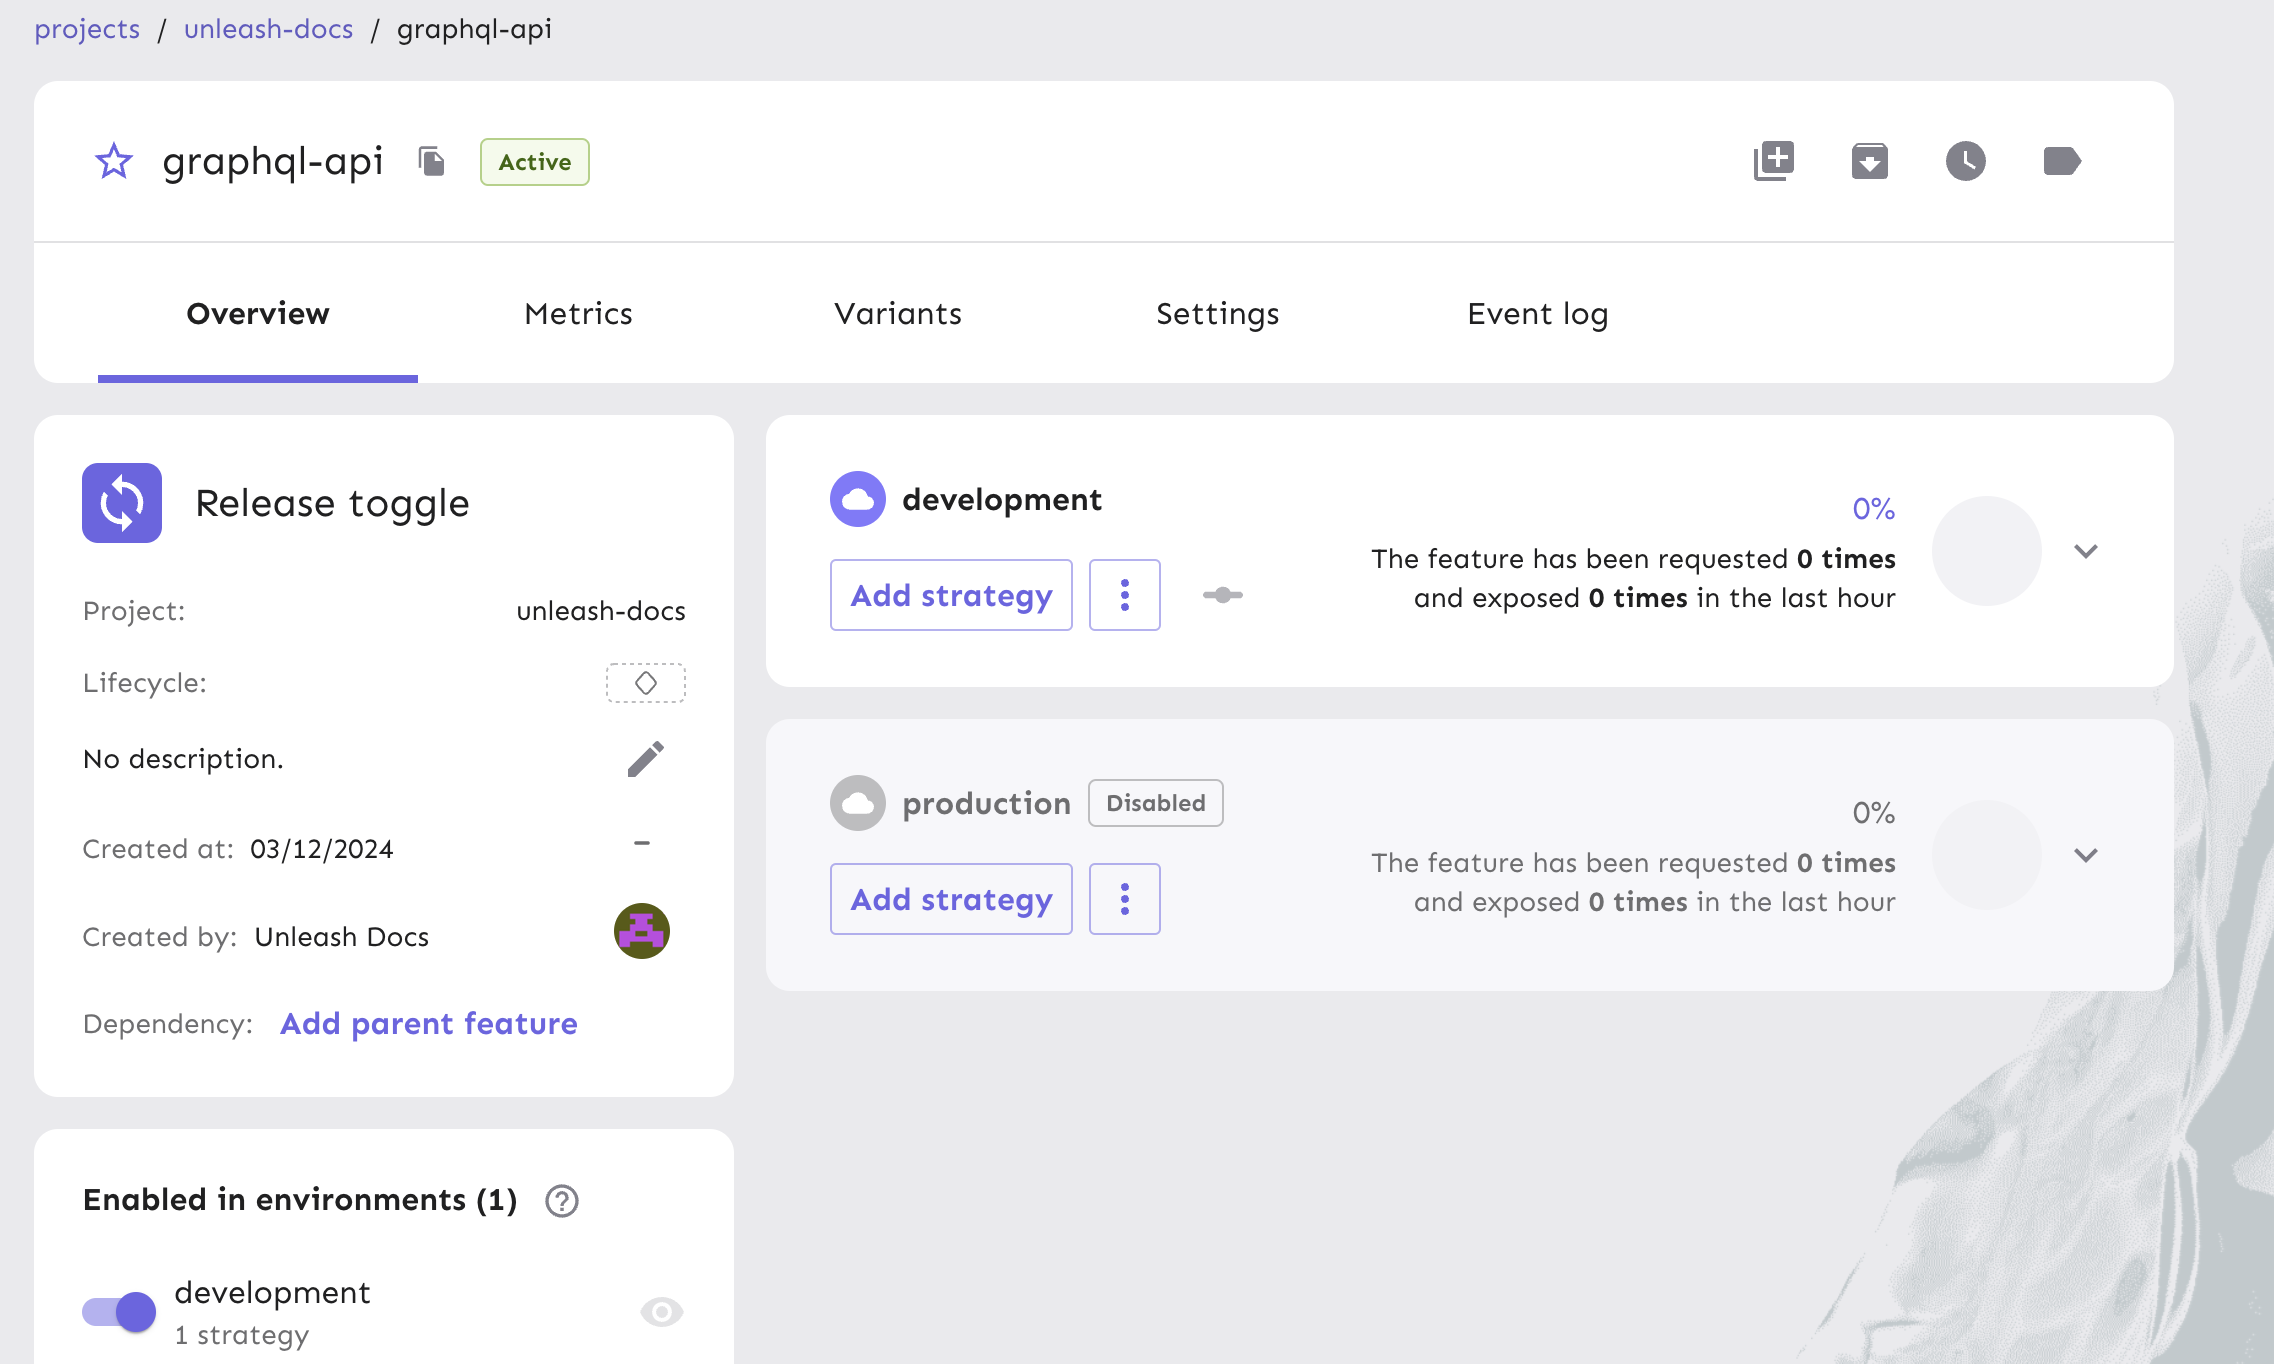 projects / unleash-docs / graphql-api
graphql-api Active
Overview Metrics Variants Settings Event log
Release toggle
Project: unleash-docs
Lifecycle:
No description.
Created at: 03/12/2024 –
Created by: Unleash Docs
Dependency: Add parent feature
Enabled in environments (1) ?
development
1 strategy
development
Add strategy
0%
The feature has been requested 0 times
and exposed 0 times in the last hour
production Disabled
Add strategy
0%
The feature has been requested 0 times
and exposed 0 times in the last hour